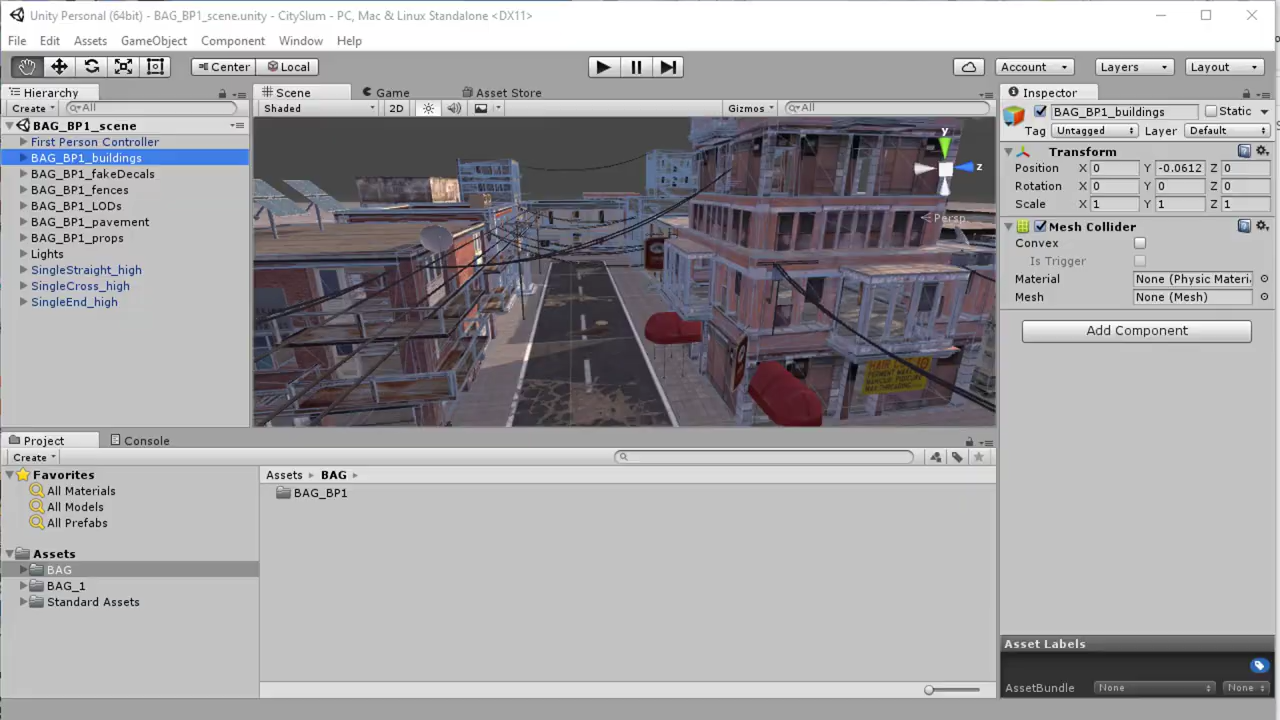 Unity Personal (64bit) - BAG_BP1_scene.unity - CitySlum - PC, Mac & Linux Standalone <DX11>
File Edit Assets GameObject Component Window Help
Center Local Account Layers Layout
Hierarchy Scene Game Asset Store Inspector
Create All Shaded 2D Gizmos All
BAG_BP1_buildings Static
Tag Untagged Layer Default
BAG_BP1_scene
First Person Controller
BAG_BP1_buildings
BAG_BP1_fakeDecals
BAG_BP1_fences
BAG_BP1_LODs
BAG_BP1_pavement
BAG_BP1_props
Lights
SingleStraight_high
SingleCross_high
SingleEnd_high
y
z
Persp
Transform
Position X 0 Y -0.0612 Z 0
Rotation X 0 Y 0 Z 0
Scale X 1 Y 1 Z 1
Mesh Collider
Convex
Is Trigger
Material None (Physic Materi
Mesh None (Mesh)
Add Component
Project Console
Create
Favorites
All Materials
All Models
All Prefabs
Assets
BAG
BAG_1
Standard Assets
Assets BAG
BAG_BP1
Asset Labels
AssetBundle None None